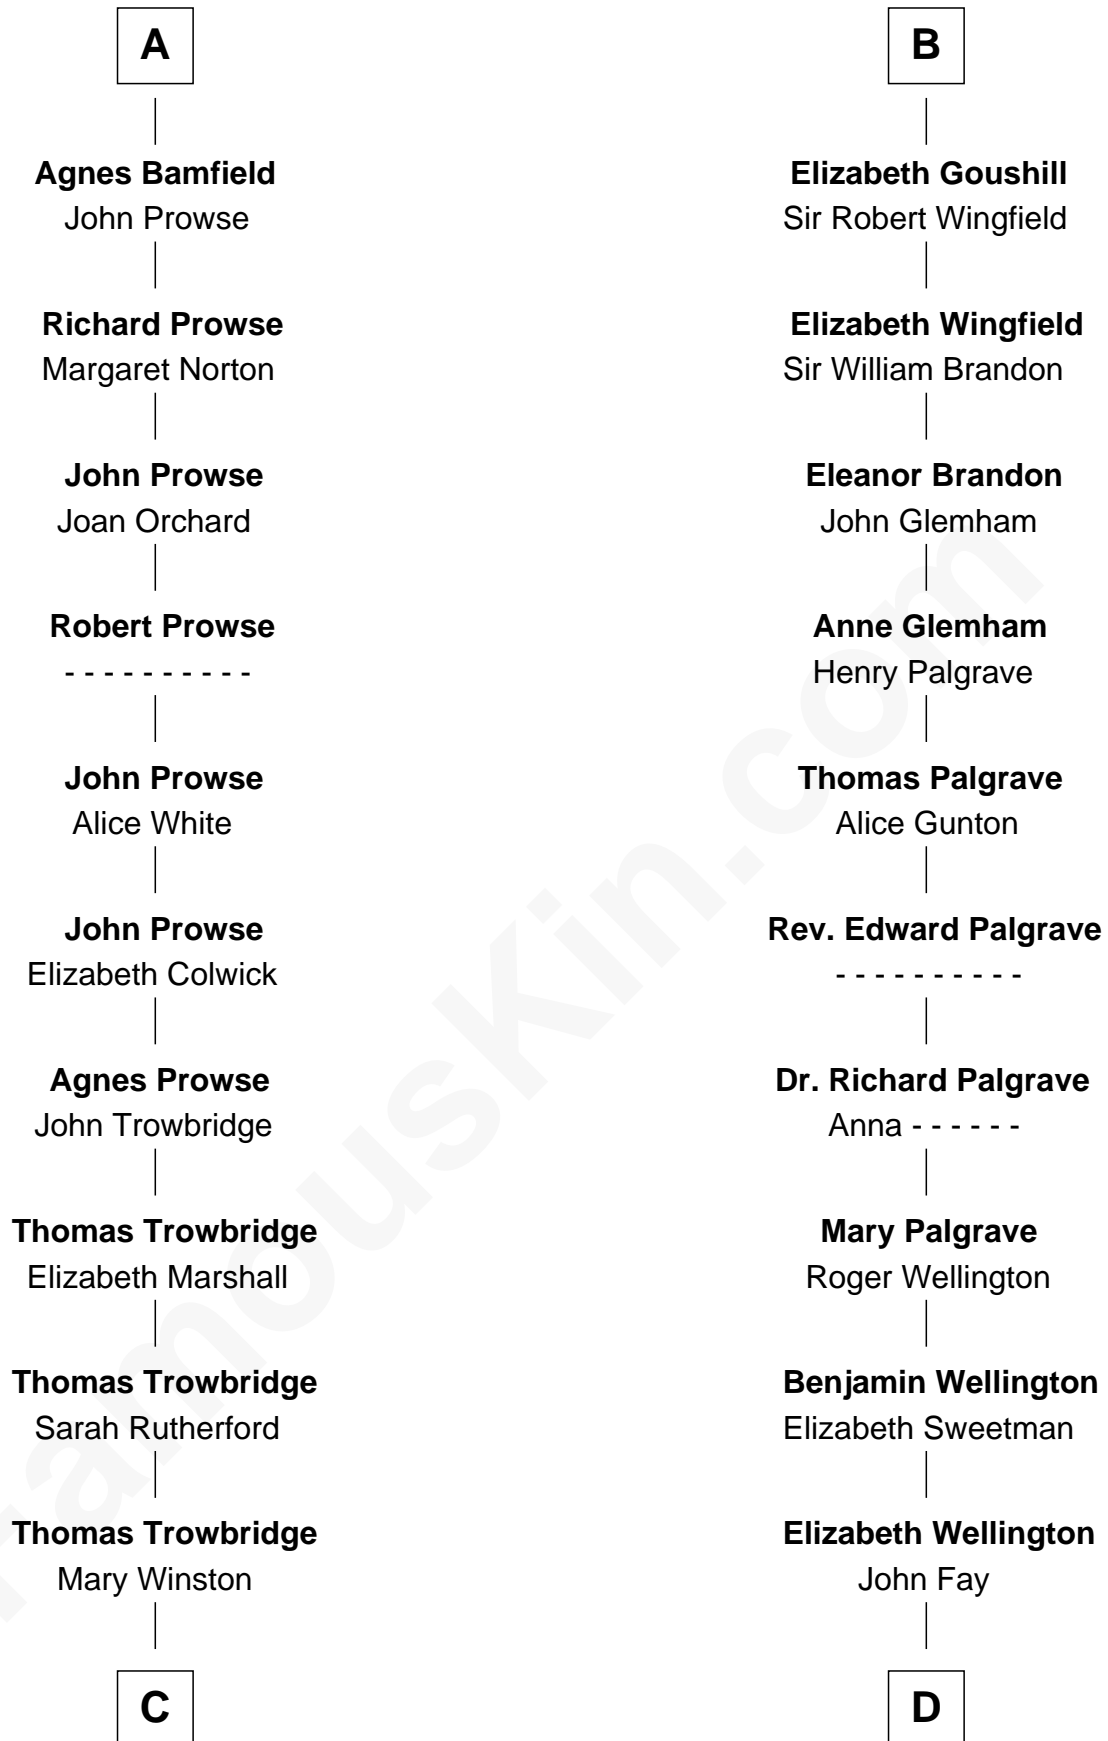 A
Agnes Bamfield
John Prowse
Richard Prowse
Margaret Norton
John Prowse
Joan Orchard
Robert Prowse
- - - - - - - - - -
John Prowse
Alice White
John Prowse
Elizabeth Colwick
Agnes Prowse
John Trowbridge
Thomas Trowbridge
Elizabeth Marshall
Thomas Trowbridge
Sarah Rutherford
Thomas Trowbridge
Mary Winston
C
B
Elizabeth Goushill
Sir Robert Wingfield
Elizabeth Wingfield
Sir William Brandon
Eleanor Brandon
John Glemham
Anne Glemham
Henry Palgrave
Thomas Palgrave
Alice Gunton
Rev. Edward Palgrave
- - - - - - - - - -
Dr. Richard Palgrave
Anna - - - - - -
Mary Palgrave
Roger Wellington
Benjamin Wellington
Elizabeth Sweetman
Elizabeth Wellington
John Fay
D
FamousKin.com